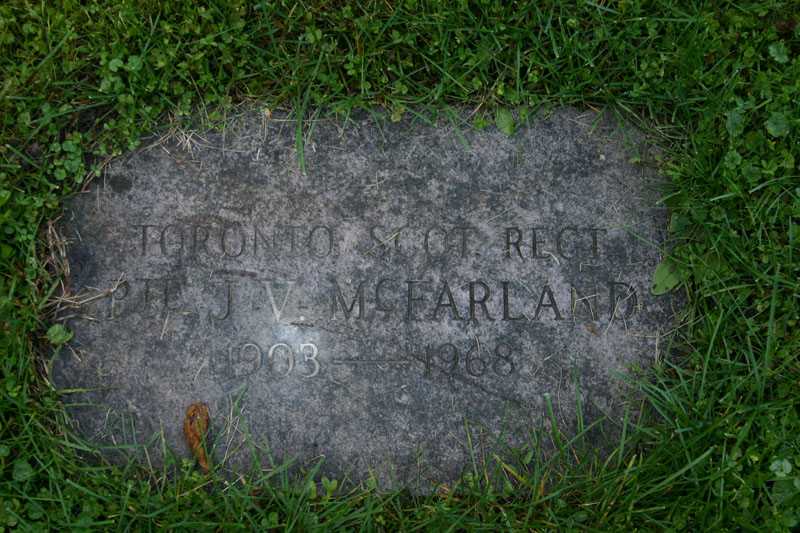 TORONTO SCOT. REGT.
PTE. J. V. McFARLAND
1903 — 1968